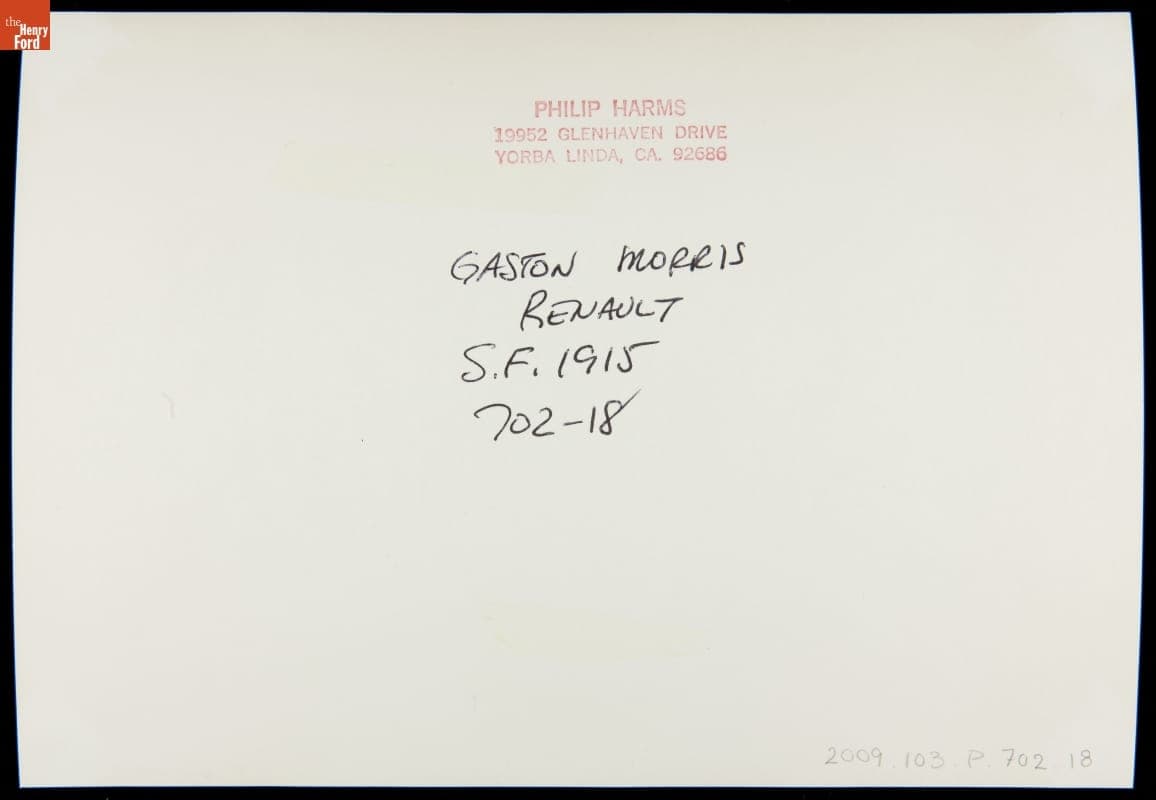 the
Henry
Ford
PHILIP HARMS
19952 GLENHAVEN DRIVE
YORBA LINDA, CA. 92686
GASTON MORRIS
RENAULT
S.F. 1915
702-18
2009.103.P.702.18